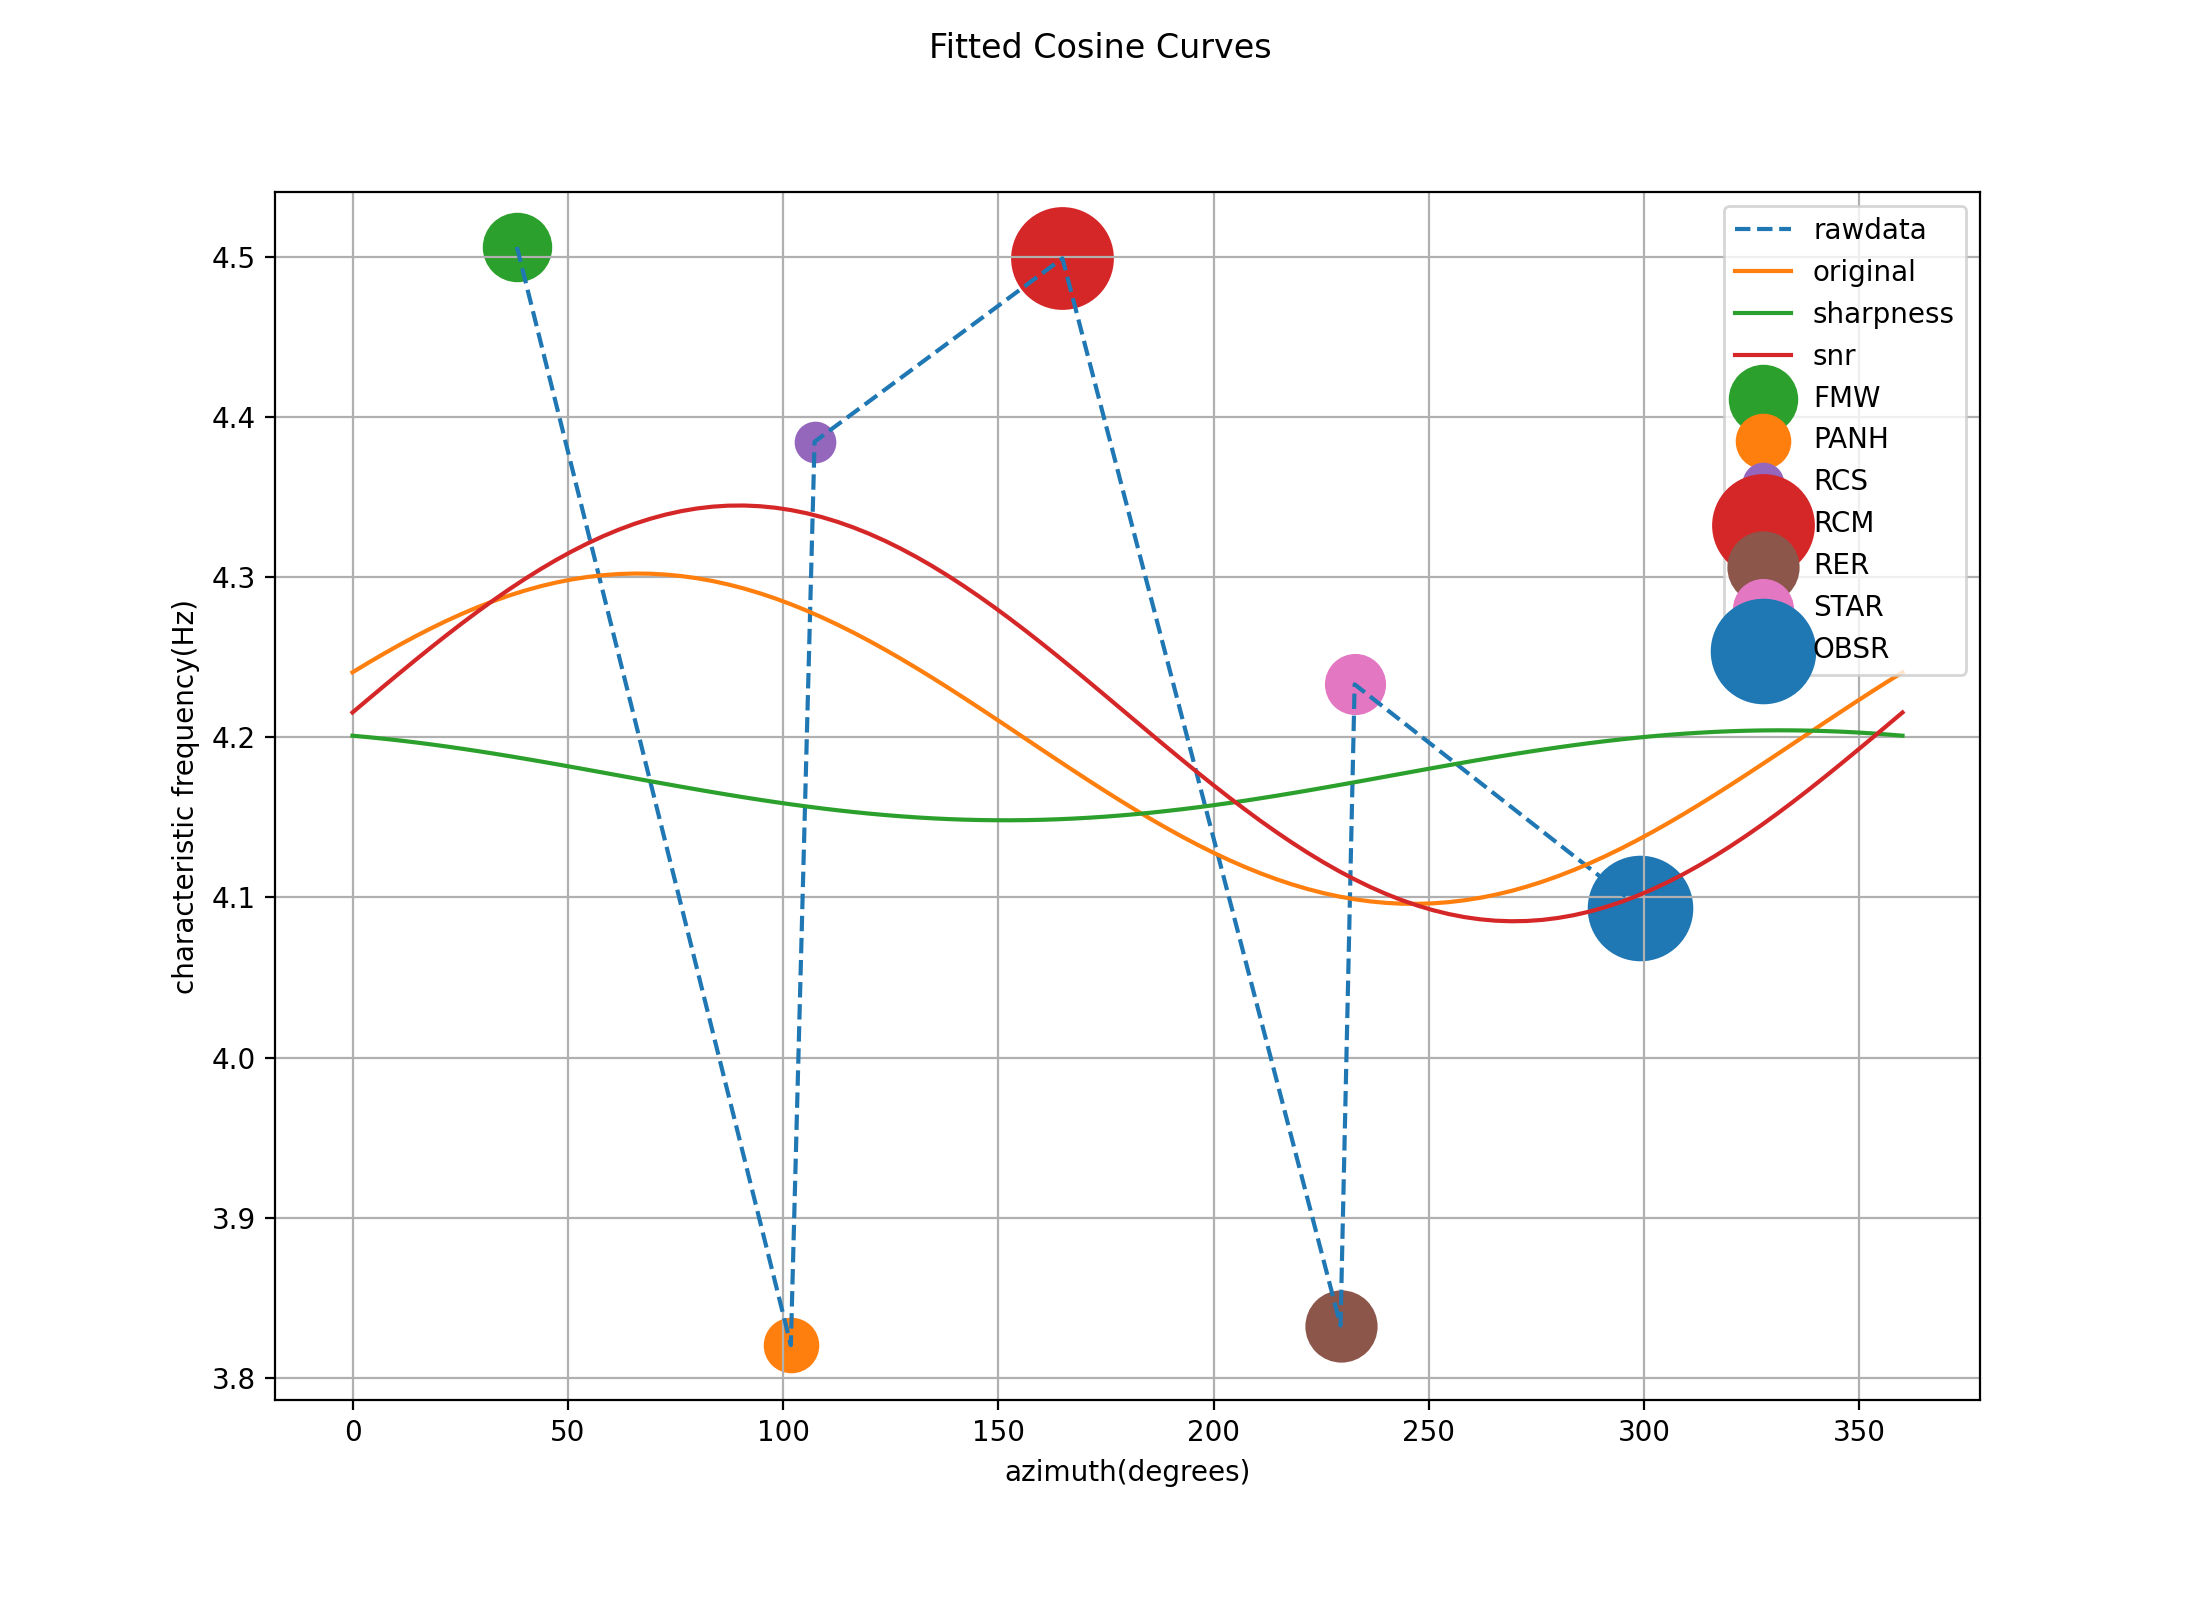 Fitted Cosine Curves
characteristic frequency(Hz)
4.5
4.4
4.3
4.2
4.1
4.0
3.9
3.8
rawdata
original
sharpness
snr
FMW
PANH
RCS
RCM
RER
STAR
OBSR
0 50 100 150 200 250 300 350
azimuth(degrees)